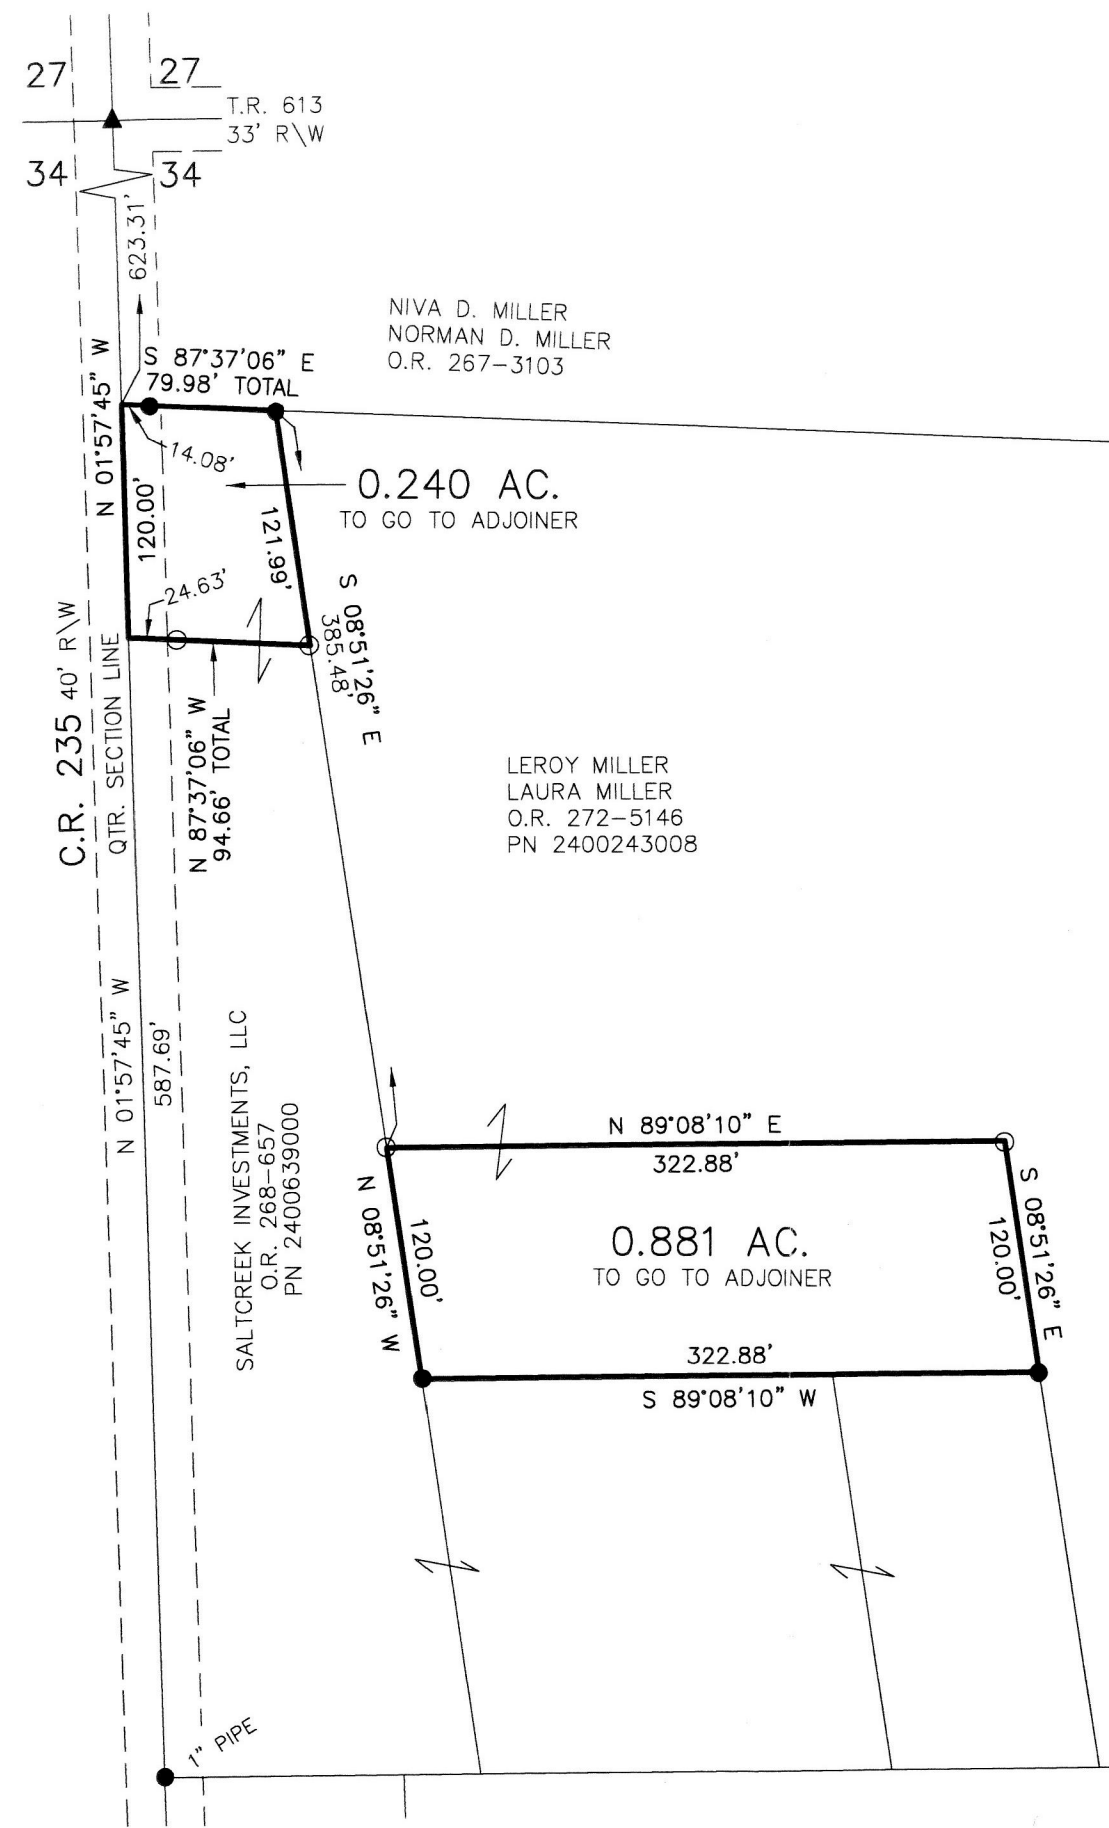 27
27
T.R. 613
33' R\W
34
34
623.31'
NIVA D. MILLER
NORMAN D. MILLER
O.R. 267-3103
S 87°37'06" E
79.98' TOTAL
N 01°57'45" W
14.08'
120.00'
0.240 AC.
TO GO TO ADJOINER
121.99'
24.63'
S 08°51'26" E
385.48'
C.R. 235 40' R\W
QTR. SECTION LINE
N 87°37'06" W
94.66' TOTAL
LEROY MILLER
LAURA MILLER
O.R. 272-5146
PN 2400243008
N 01°57'45" W
587.69'
SALTCREEK INVESTMENTS, LLC
O.R. 268-657
PN 2400639000
N 89°08'10" E
322.88'
N 08°51'26" W
120.00'
0.881 AC.
TO GO TO ADJOINER
120.00'
S 08°51'26" E
322.88'
S 89°08'10" W
1" PIPE